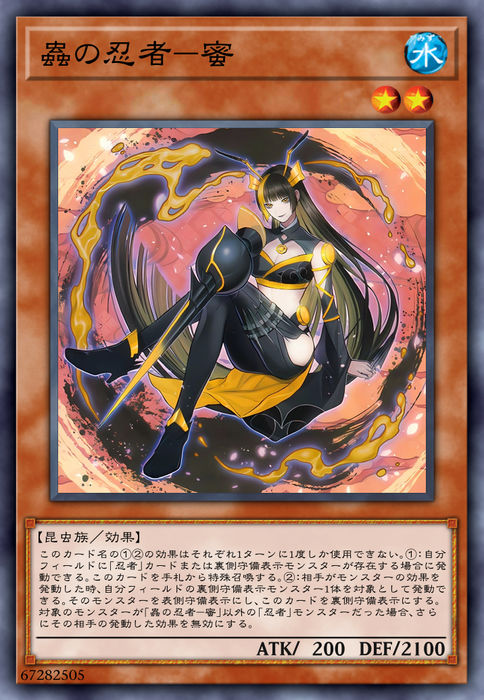 蟲の忍者－蜜
みず
水
【昆虫族／効果】
このカード名の①②の効果はそれぞれ1ターンに1度しか使用できない。①：自分
フィールドに「忍者」カードまたは裏側守備表示モンスターが存在する場合に発
動できる。このカードを手札から特殊召喚する。②：相手がモンスターの効果を
発動した時、自分フィールドの裏側守備表示モンスター1体を対象として発動で
きる。そのモンスターを表側守備表示にし、このカードを裏側守備表示にする。
対象のモンスターが「蟲の忍者－蜜」以外の「忍者」モンスターだった場合、さら
にその相手の発動した効果を無効にする。
ATK/ 200 DEF/2100
67282505